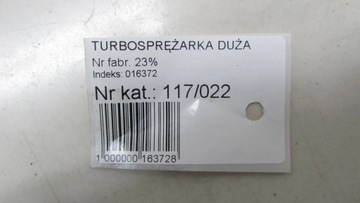 TURBOSPRĘŻARKA DUŻA
Nr fabr. 23%
Indeks: 016372
Nr kat.: 117/022
1 000000 163728